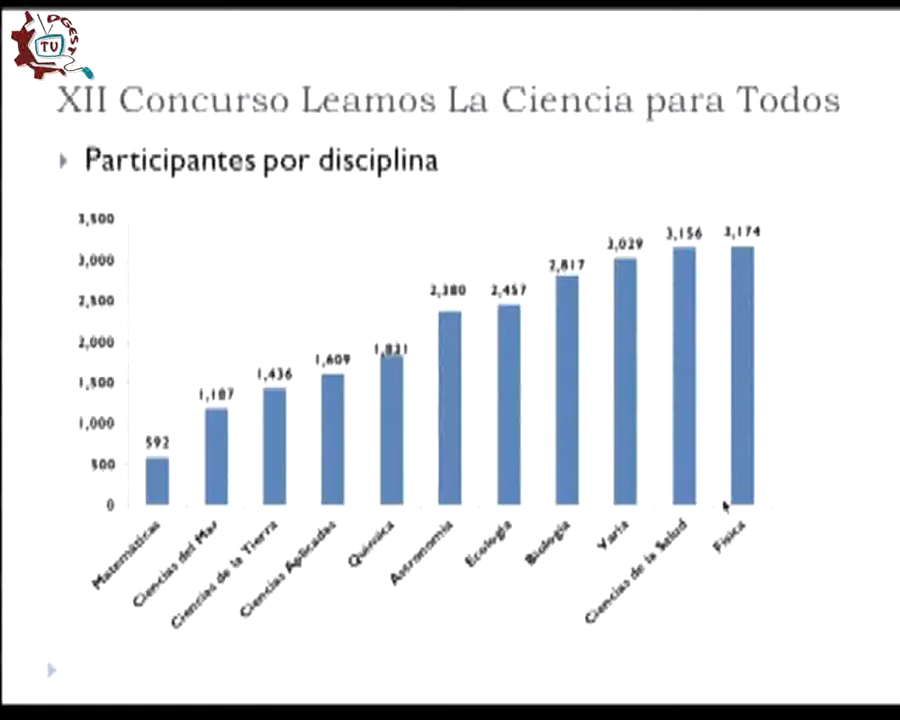 DGEST
TU
XII Concurso Leamos La Ciencia para Todos
Participantes por disciplina
3,500
3,000
2,500
2,000
1,500
1,000
500
0
592
1,187
1,436
1,609
1,821
2,380
2,457
2,817
3,029
3,156
3,174
Matemáticas
Ciencias del Mar
Ciencias de la Tierra
Ciencias Aplicadas
Química
Astronomía
Ecología
Biología
Varia
Ciencias de la Salud
Física